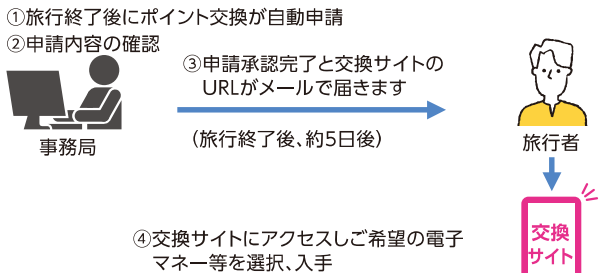 ①旅行終了後にポイント交換が自動申請
②申請内容の確認
③申請承認完了と交換サイトの
URLがメールで届きます
事務局
(旅行終了後、約5日後)
旅行者
④交換サイトにアクセスしご希望の電子
マネー等を選択、入手
交換
サイト